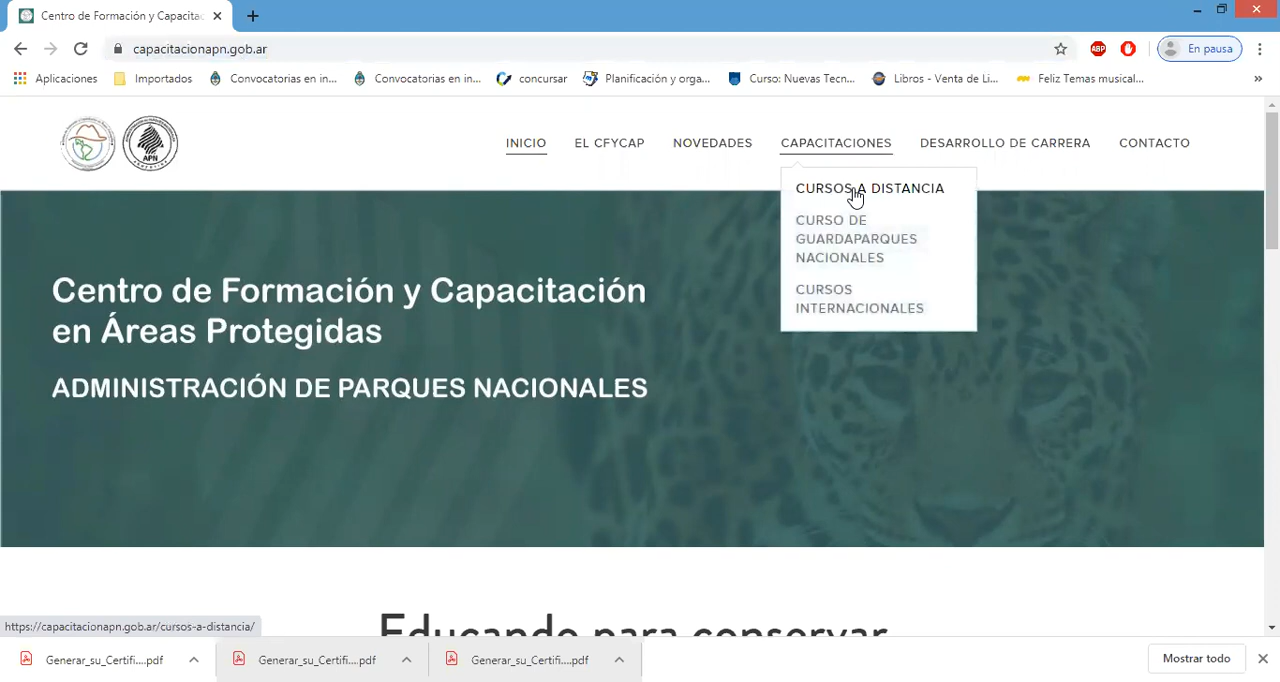 Centro de Formación y Capacita
capacitacionapn.gob.ar
ABP
En pausa
Aplicaciones
Importados
Convocatorias en in...
Convocatorias en in...
concursar
Planificación y orga...
Curso: Nuevas Tecn...
Libros - Venta de Li...
Feliz Temas musical...
»
APN
INICIO
EL CFYCAP
NOVEDADES
CAPACITACIONES
DESARROLLO DE CARRERA
CONTACTO
CURSOS A DISTANCIA
CURSO DE
GUARDAPARQUES
NACIONALES
CURSOS
INTERNACIONALES
Centro de Formación y Capacitación
en Áreas Protegidas
ADMINISTRACIÓN DE PARQUES NACIONALES
Educando para conservar
https://capacitacionapn.gob.ar/cursos-a-distancia/
Generar_su_Certifi....pdf
Generar_su_Certifi....pdf
Generar_su_Certifi....pdf
Mostrar todo